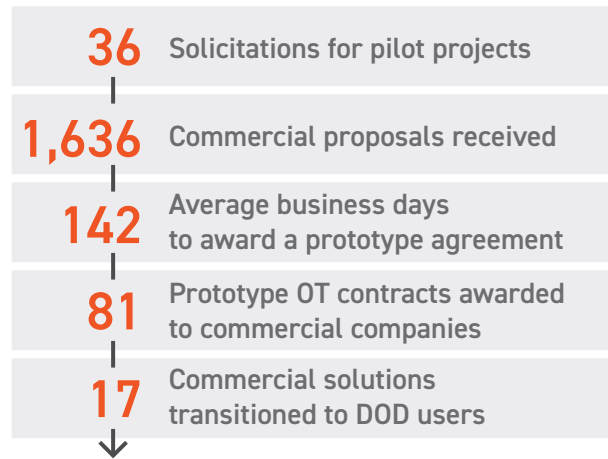 36 Solicitations for pilot projects
1,636 Commercial proposals received
142 Average business days
to award a prototype agreement
81 Prototype OT contracts awarded
to commercial companies
17 Commercial solutions
transitioned to DOD users